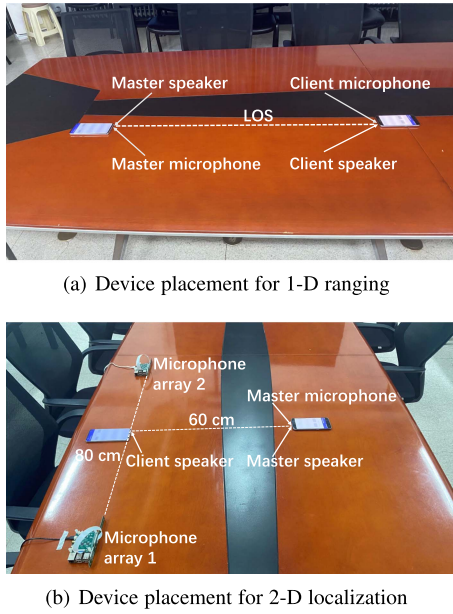 Master speaker
Client microphone
LOS
Master microphone
Client speaker
(a) Device placement for 1-D ranging
Microphone
array 2
Master microphone
60 cm
80 cm
Client speaker
Master speaker
Microphone
array 1
(b) Device placement for 2-D localization